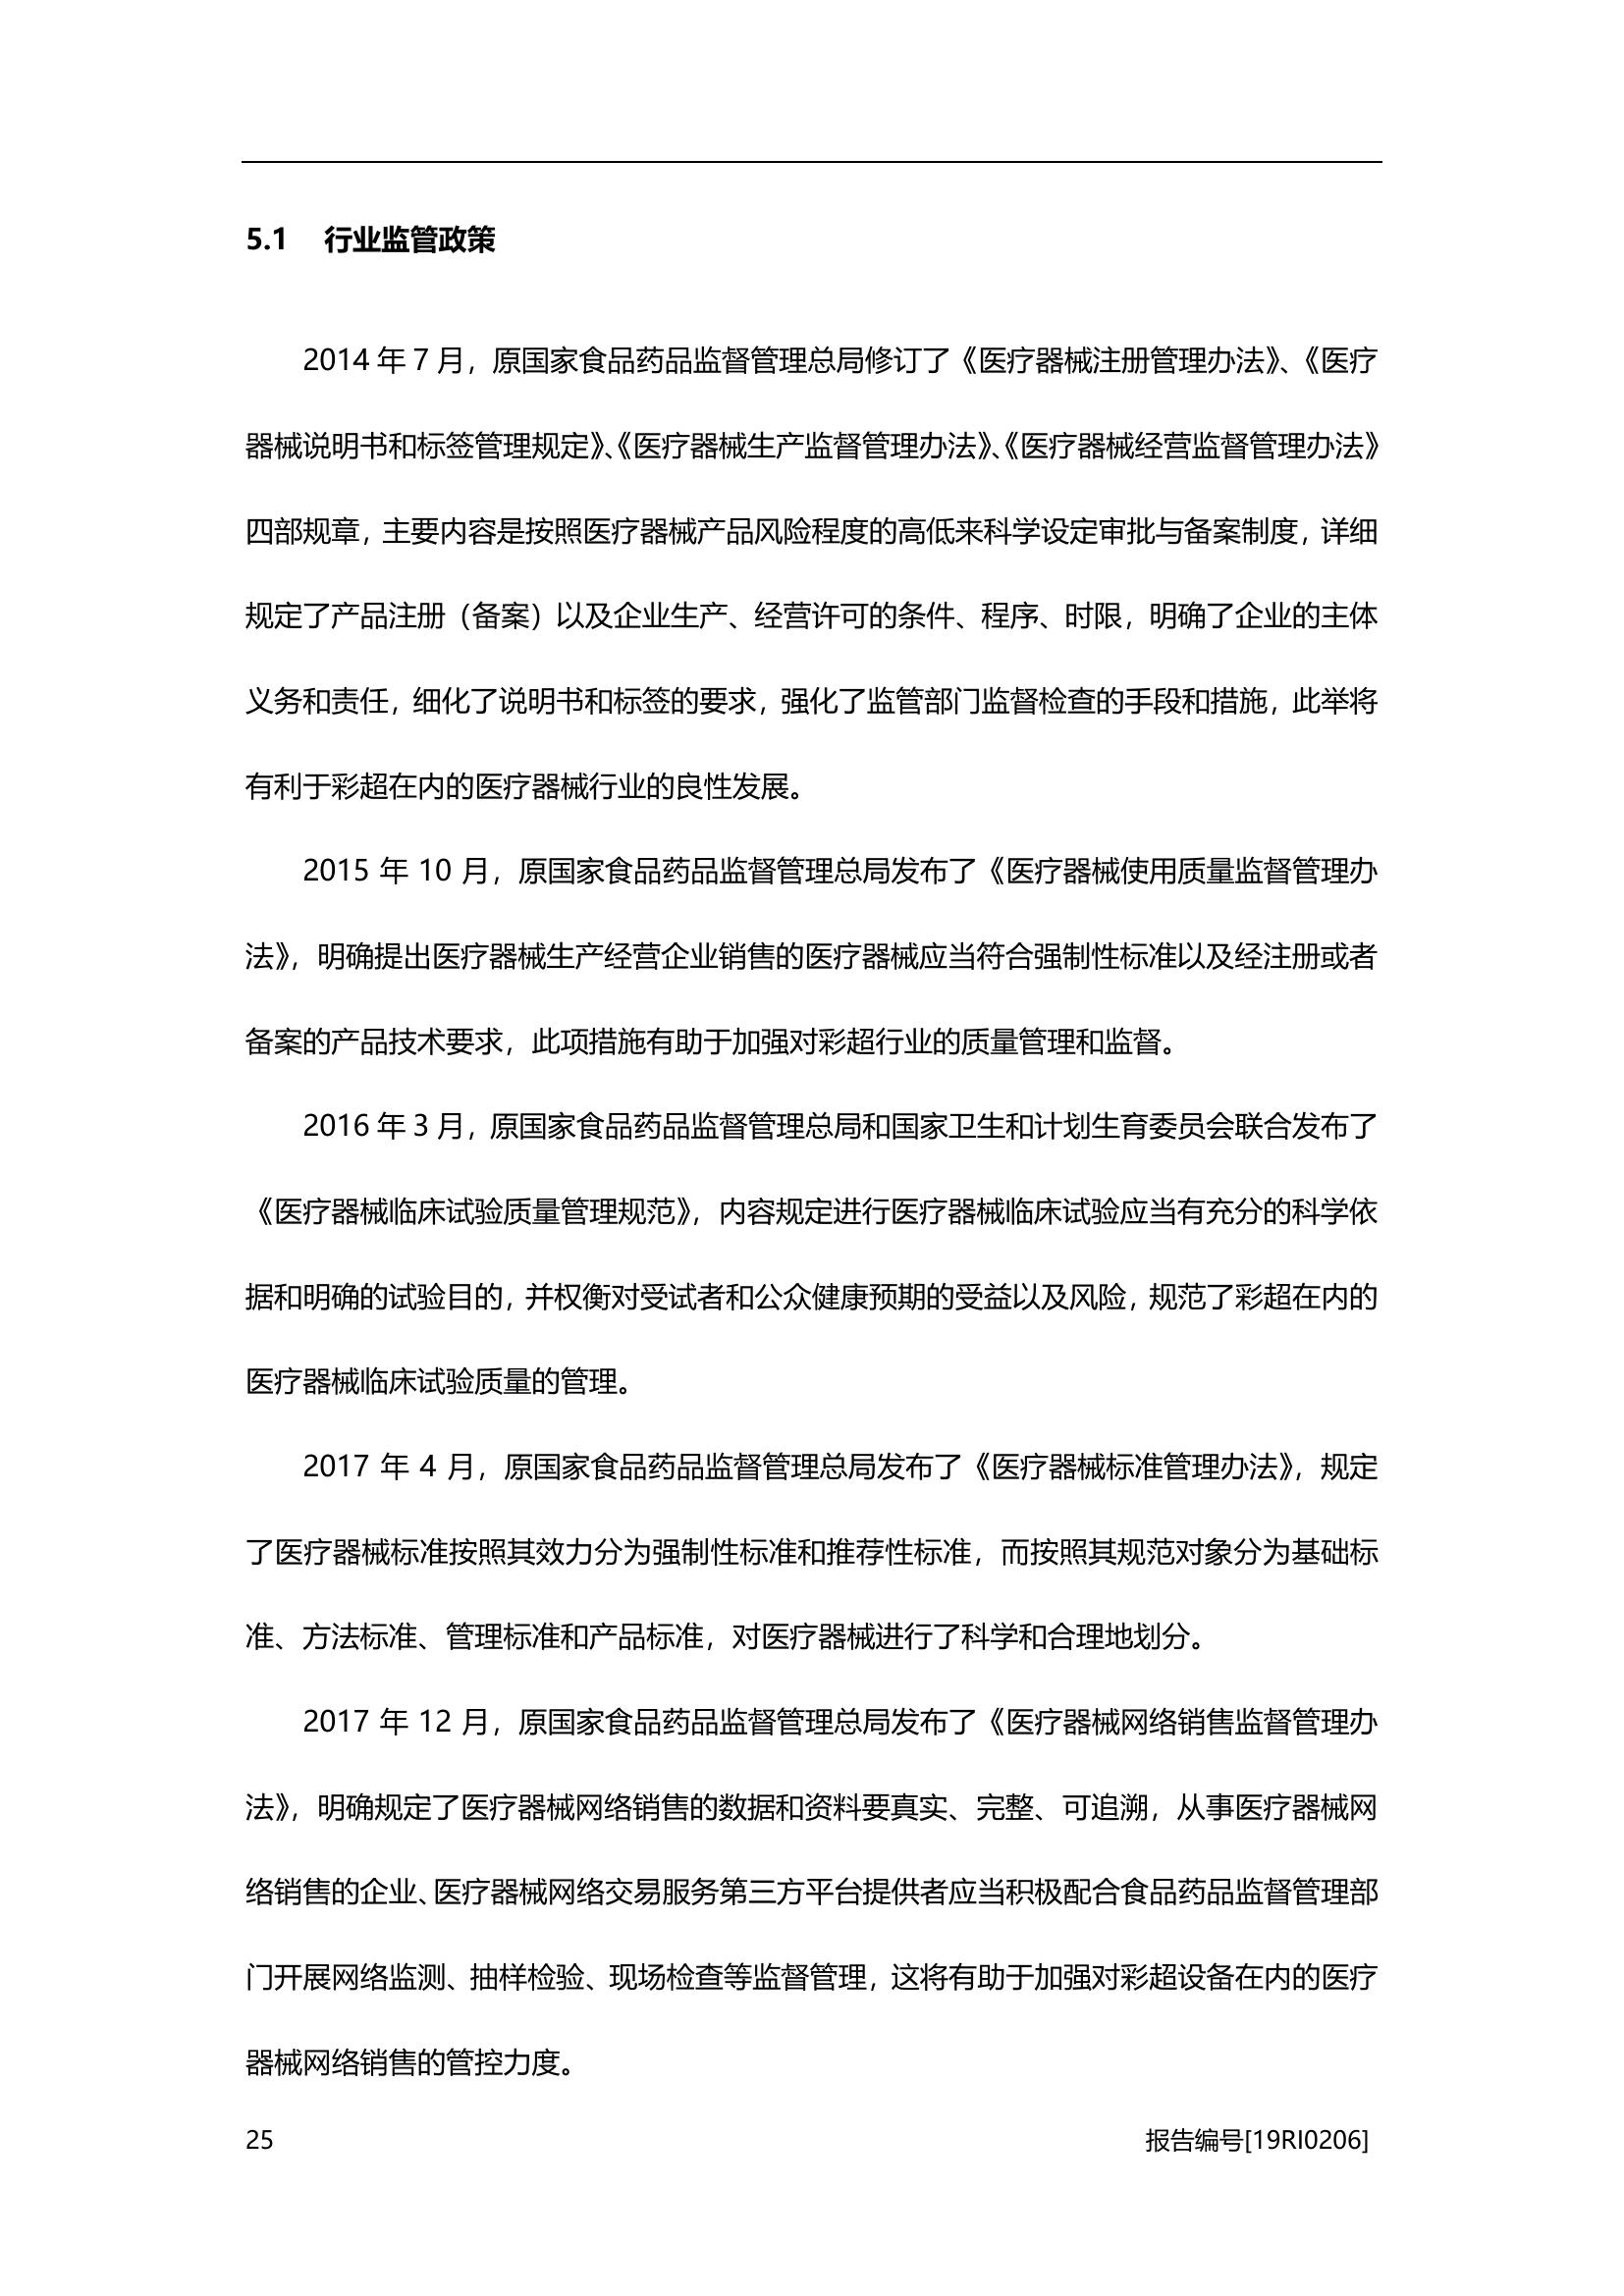 5.1 行业监管政策
2014 年 7 月，原国家食品药品监督管理总局修订了《医疗器械注册管理办法》、《医疗
器械说明书和标签管理规定》、《医疗器械生产监督管理办法》、《医疗器械经营监督管理办法》
四部规章，主要内容是按照医疗器械产品风险程度的高低来科学设定审批与备案制度，详细
规定了产品注册（备案）以及企业生产、经营许可的条件、程序、时限，明确了企业的主体
义务和责任，细化了说明书和标签的要求，强化了监管部门监督检查的手段和措施，此举将
有利于彩超在内的医疗器械行业的良性发展。
2015 年 10 月，原国家食品药品监督管理总局发布了《医疗器械使用质量监督管理办
法》，明确提出医疗器械生产经营企业销售的医疗器械应当符合强制性标准以及经注册或者
备案的产品技术要求，此项措施有助于加强对彩超行业的质量管理和监督。
2016 年 3 月，原国家食品药品监督管理总局和国家卫生和计划生育委员会联合发布了
《医疗器械临床试验质量管理规范》，内容规定进行医疗器械临床试验应当有充分的科学依
据和明确的试验目的，并权衡对受试者和公众健康预期的受益以及风险，规范了彩超在内的
医疗器械临床试验质量的管理。
2017 年 4 月，原国家食品药品监督管理总局发布了《医疗器械标准管理办法》，规定
了医疗器械标准按照其效力分为强制性标准和推荐性标准，而按照其规范对象分为基础标
准、方法标准、管理标准和产品标准，对医疗器械进行了科学和合理地划分。
2017 年 12 月，原国家食品药品监督管理总局发布了《医疗器械网络销售监督管理办
法》，明确规定了医疗器械网络销售的数据和资料要真实、完整、可追溯，从事医疗器械网
络销售的企业、医疗器械网络交易服务第三方平台提供者应当积极配合食品药品监督管理部
门开展网络监测、抽样检验、现场检查等监督管理，这将有助于加强对彩超设备在内的医疗
器械网络销售的管控力度。
25 报告编号[19RI0206]